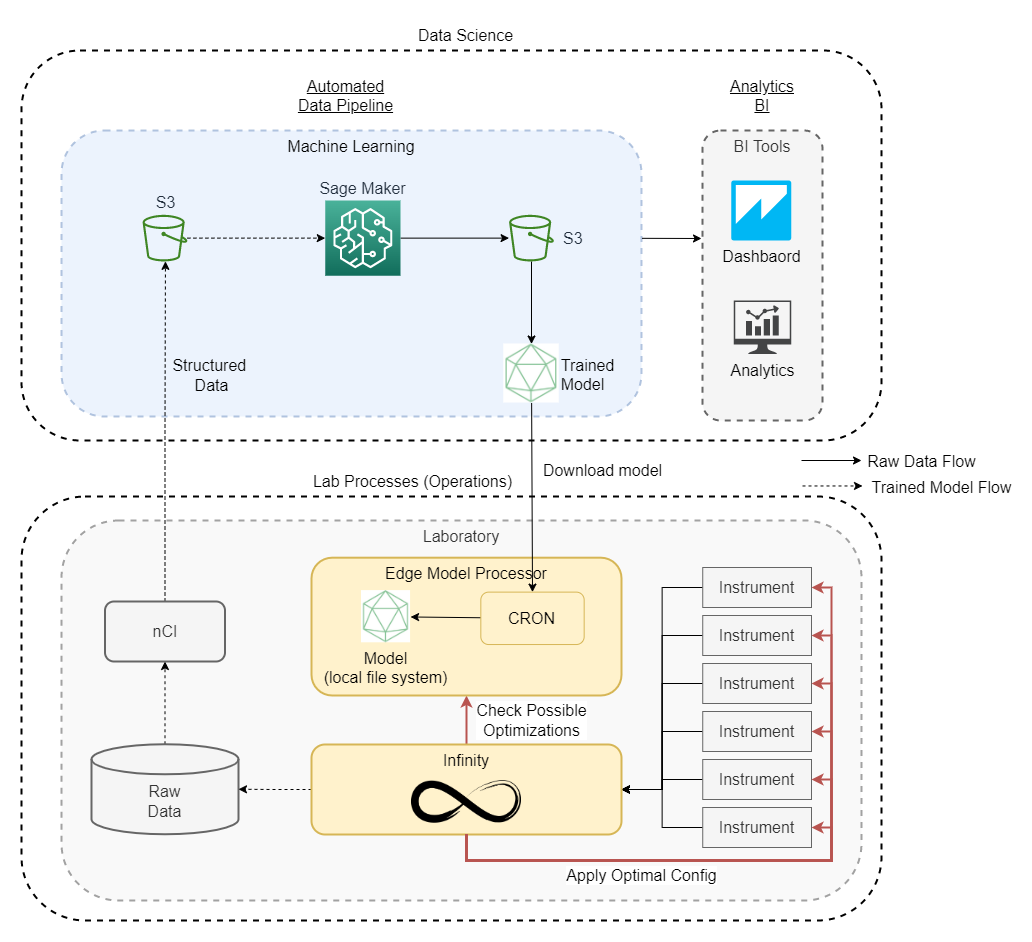 Data Science
Automated
Data Pipeline
Analytics
BI
Machine Learning
BI Tools
S3
Sage Maker
S3
Dashbaord
Structured
Data
Trained
Model
Analytics
Download model
Raw Data Flow
Trained Model Flow
Lab Processes (Operations)
Laboratory
Edge Model Processor
CRON
Model
(local file system)
nCI
Instrument
Instrument
Instrument
Instrument
Instrument
Instrument
Check Possible
Optimizations
Infinity
Raw
Data
Apply Optimal Config